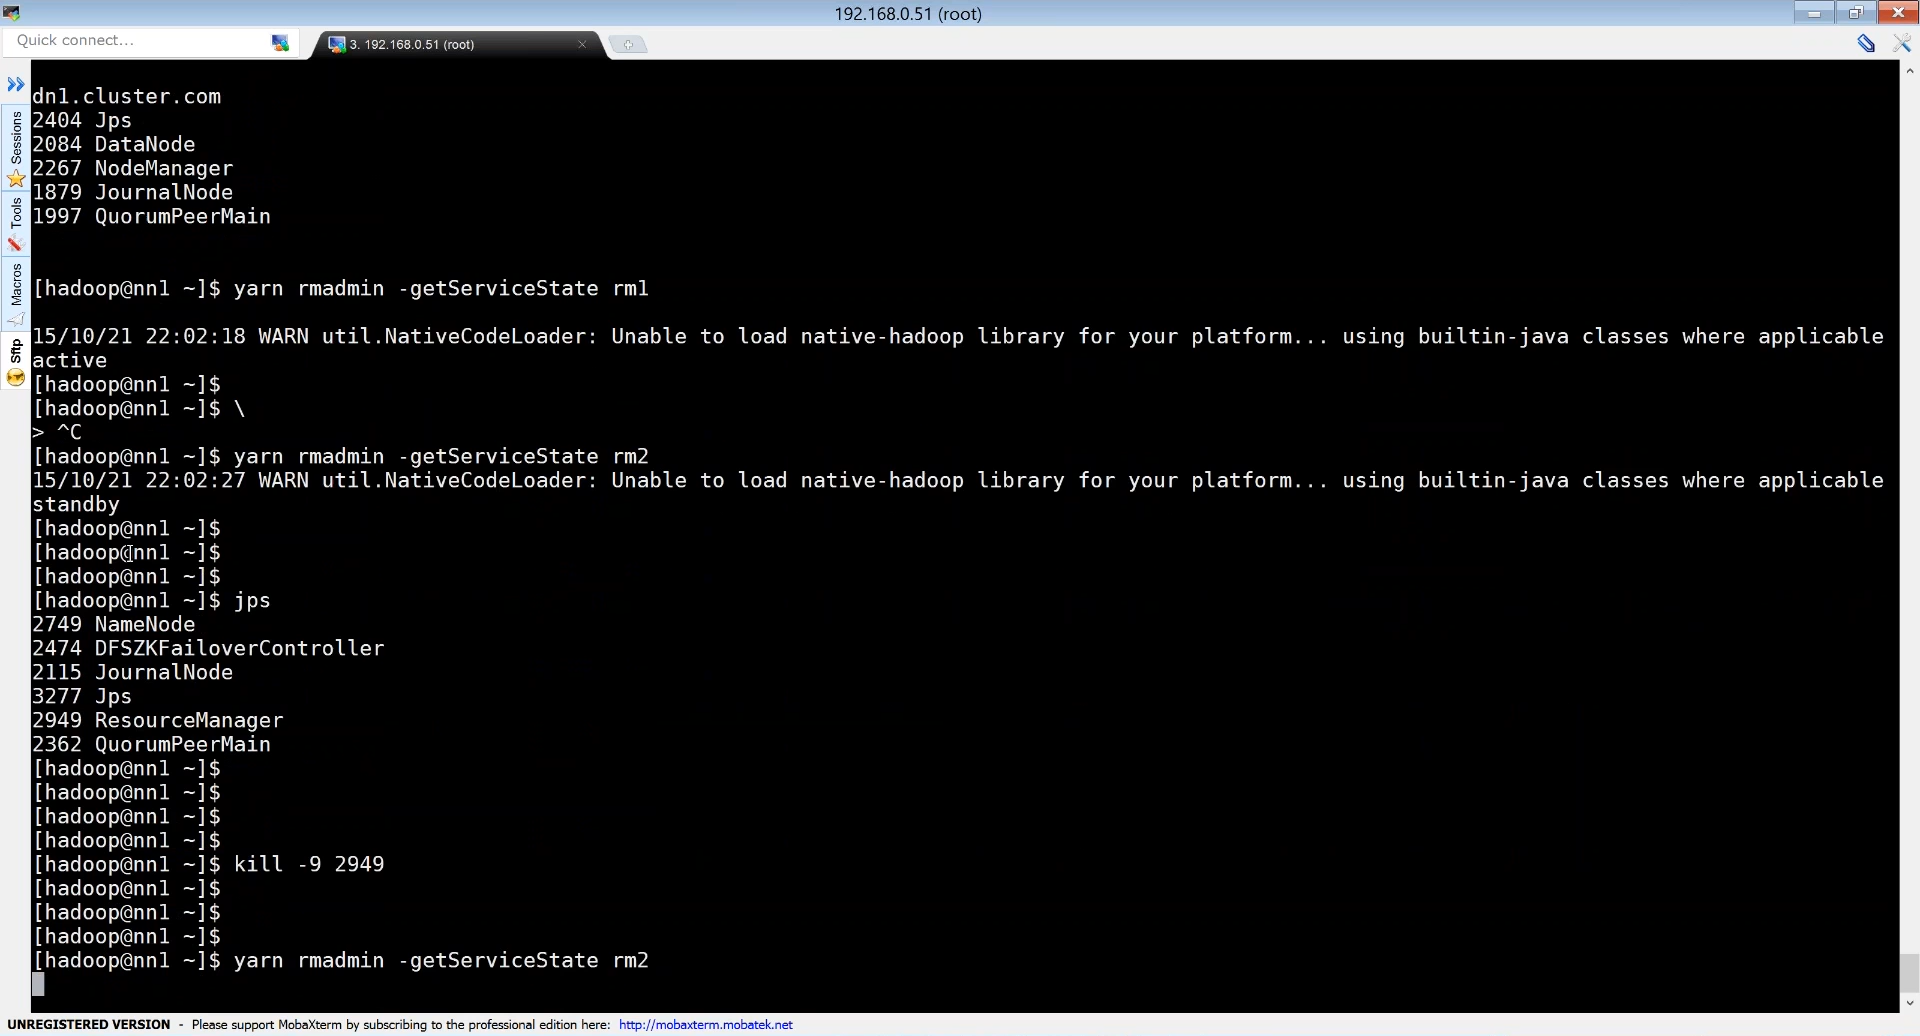 192.168.0.51 (root)
Quick connect...
3. 192.168.0.51 (root)
Sessions
Tools
Macros
Sftp
dn1.cluster.com
2404 Jps
2084 DataNode
2267 NodeManager
1879 JournalNode
1997 QuorumPeerMain
[hadoop@nn1 ~]$ yarn rmadmin -getServiceState rm1
15/10/21 22:02:18 WARN util.NativeCodeLoader: Unable to load native-hadoop library for your platform... using builtin-java classes where applicable
active
[hadoop@nn1 ~]$
[hadoop@nn1 ~]$ \
> ^C
[hadoop@nn1 ~]$ yarn rmadmin -getServiceState rm2
15/10/21 22:02:27 WARN util.NativeCodeLoader: Unable to load native-hadoop library for your platform... using builtin-java classes where applicable
standby
[hadoop@nn1 ~]$
[hadoop@nn1 ~]$
[hadoop@nn1 ~]$
[hadoop@nn1 ~]$ jps
2749 NameNode
2474 DFSZKFailoverController
2115 JournalNode
3277 Jps
2949 ResourceManager
2362 QuorumPeerMain
[hadoop@nn1 ~]$
[hadoop@nn1 ~]$
[hadoop@nn1 ~]$
[hadoop@nn1 ~]$
[hadoop@nn1 ~]$ kill -9 2949
[hadoop@nn1 ~]$
[hadoop@nn1 ~]$
[hadoop@nn1 ~]$
[hadoop@nn1 ~]$ yarn rmadmin -getServiceState rm2
UNREGISTERED VERSION - Please support MobaXterm by subscribing to the professional edition here: http://mobaxterm.mobatek.net